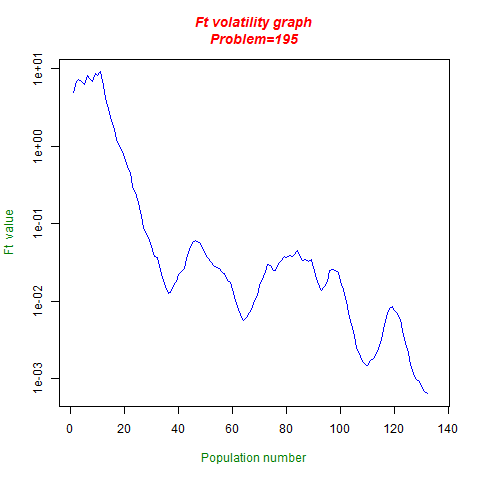 Ft volatility graph
Problem=195
Ft value
1e+01
1e+00
1e-01
1e-02
1e-03
0 20 40 60 80 100 120 140
Population number